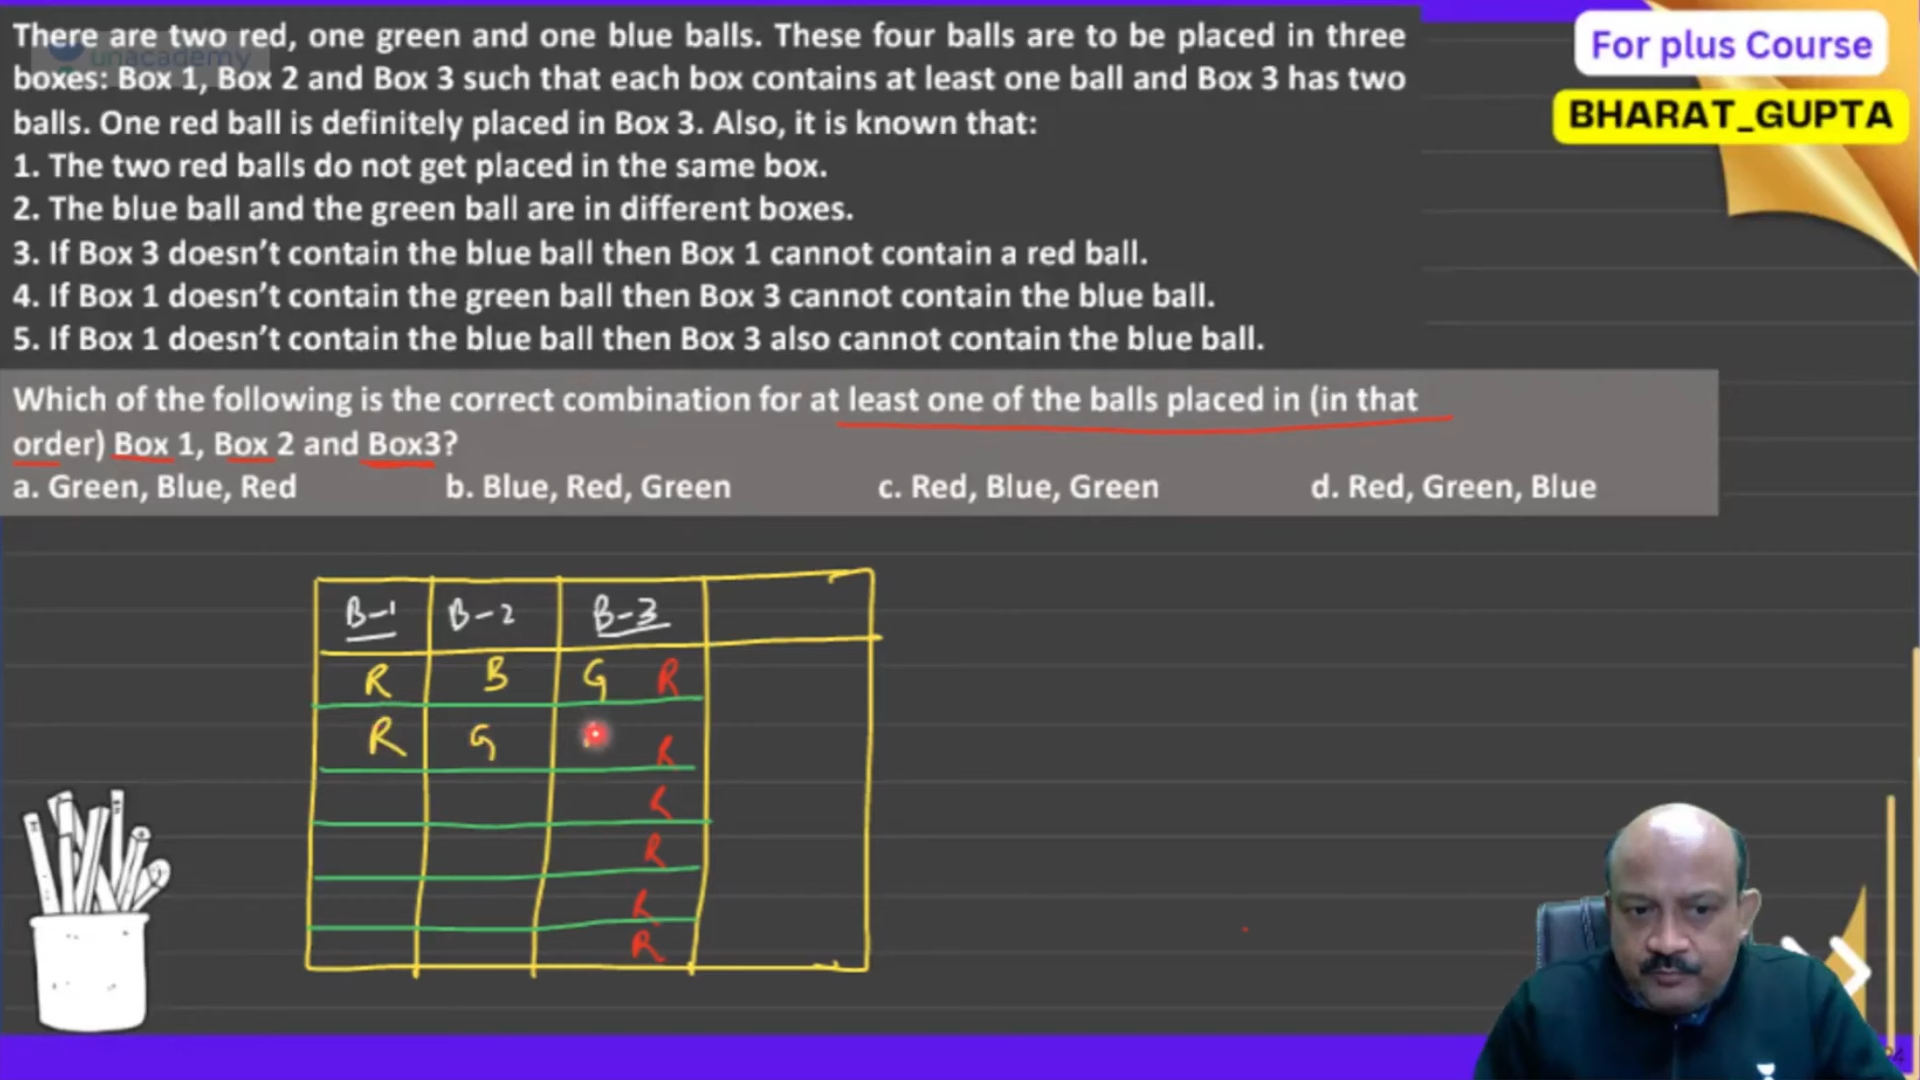 There are two red, one green and one blue balls. These four balls are to be placed in three
boxes: Box 1, Box 2 and Box 3 such that each box contains at least one ball and Box 3 has two
balls. One red ball is definitely placed in Box 3. Also, it is known that:
1. The two red balls do not get placed in the same box.
2. The blue ball and the green ball are in different boxes.
3. If Box 3 doesn't contain the blue ball then Box 1 cannot contain a red ball.
4. If Box 1 doesn't contain the green ball then Box 3 cannot contain the blue ball.
5. If Box 1 doesn't contain the blue ball then Box 3 also cannot contain the blue ball.
unacademy
For plus Course
BHARAT_GUPTA
Which of the following is the correct combination for at least one of the balls placed in (in that
order) Box 1, Box 2 and Box3?
a. Green, Blue, Red b. Blue, Red, Green c. Red, Blue, Green d. Red, Green, Blue
B-1 B-2 B-3
R B G R
R G R
R
R
R
R